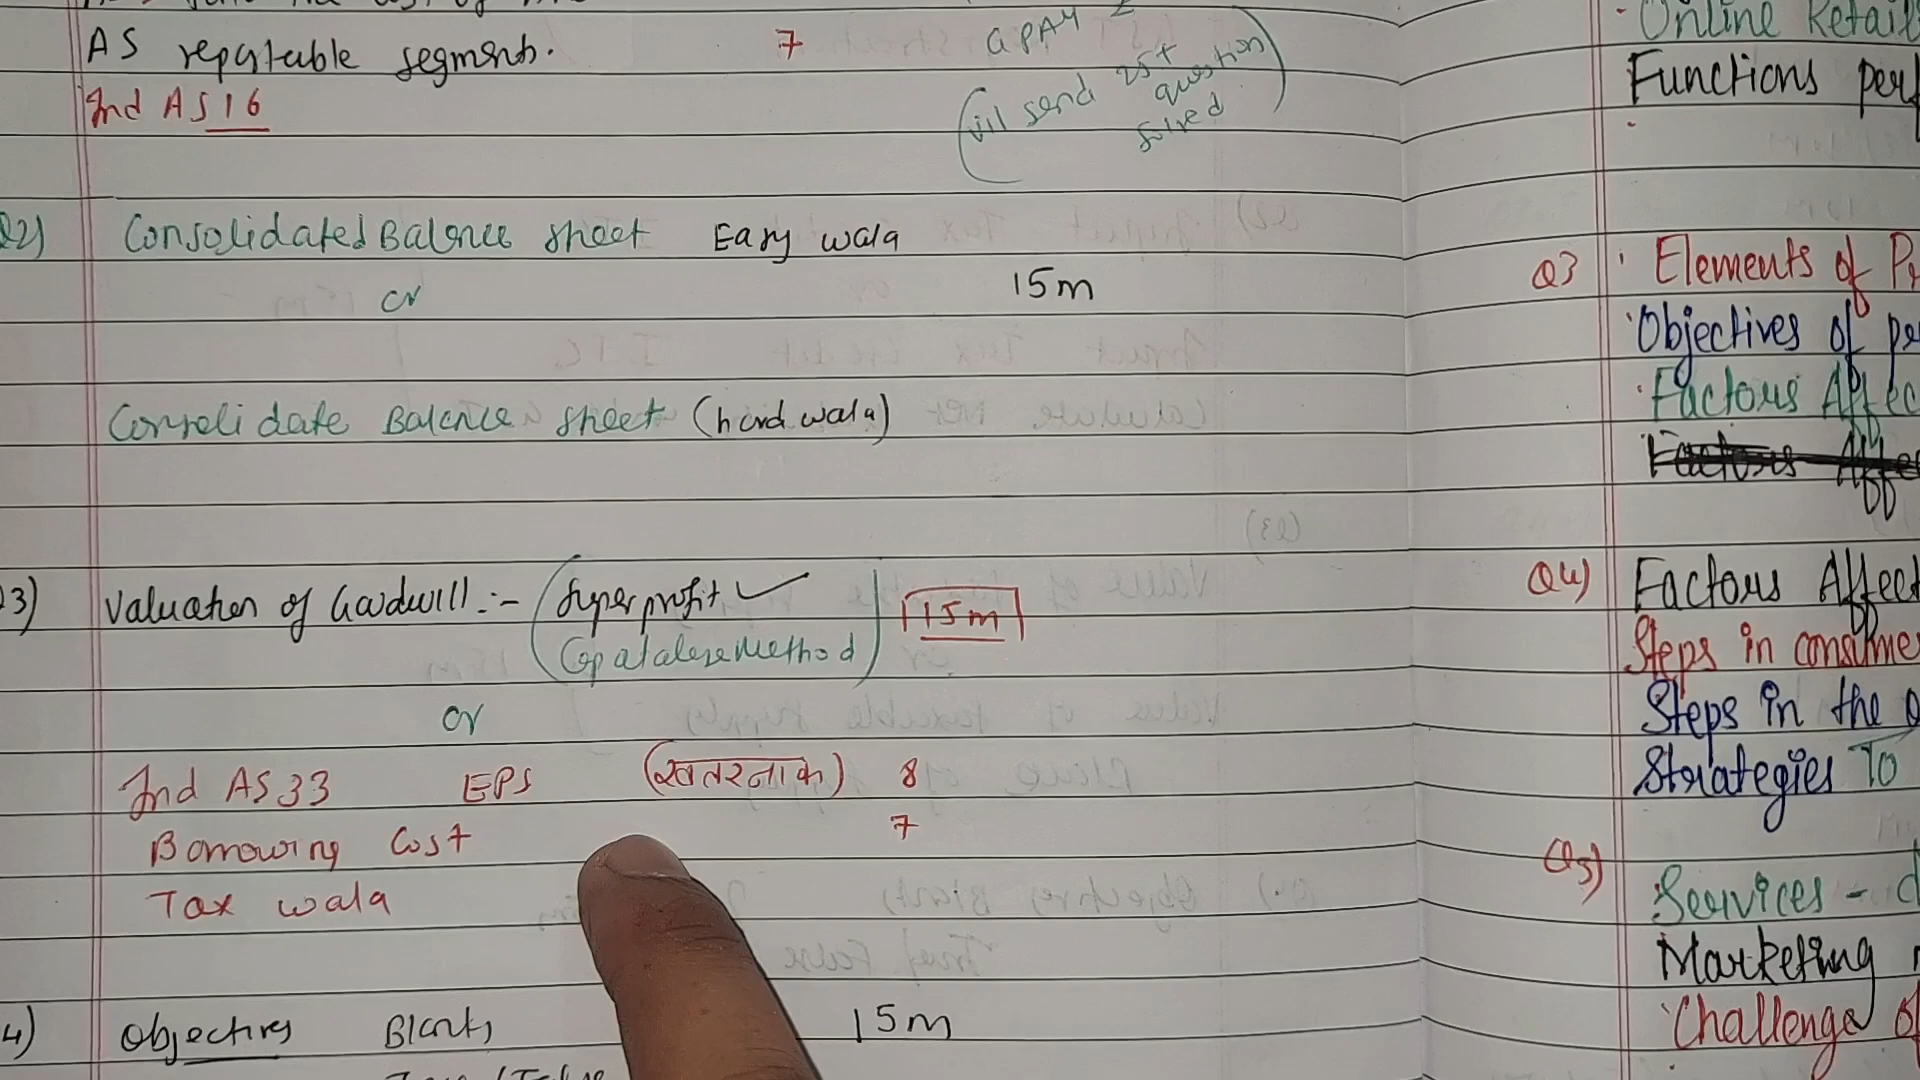 AS reportable segments. 7 GPAY
Ind AS 16
(will send 25+ question solved)
Q2) Consolidated Balance sheet Easy wala
or 15m
Consolidate Balance sheet (hard wala)
Q3) Valuation of Goodwill :- (Super profit ✓ 15m
Capatalese Method)
or
Ind AS 33 EPS (खतरनाक) 8
Borrowing Cost 7
Tax wala
4) Objectives Blanks 15m
Online Retail
Functions per
Q3 Elements of
Objectives of
Factors Affec
Q4) Factors Affect
Steps in consume
Steps in the
Strategies To
Q5) Services -
Marketing
Challenge of